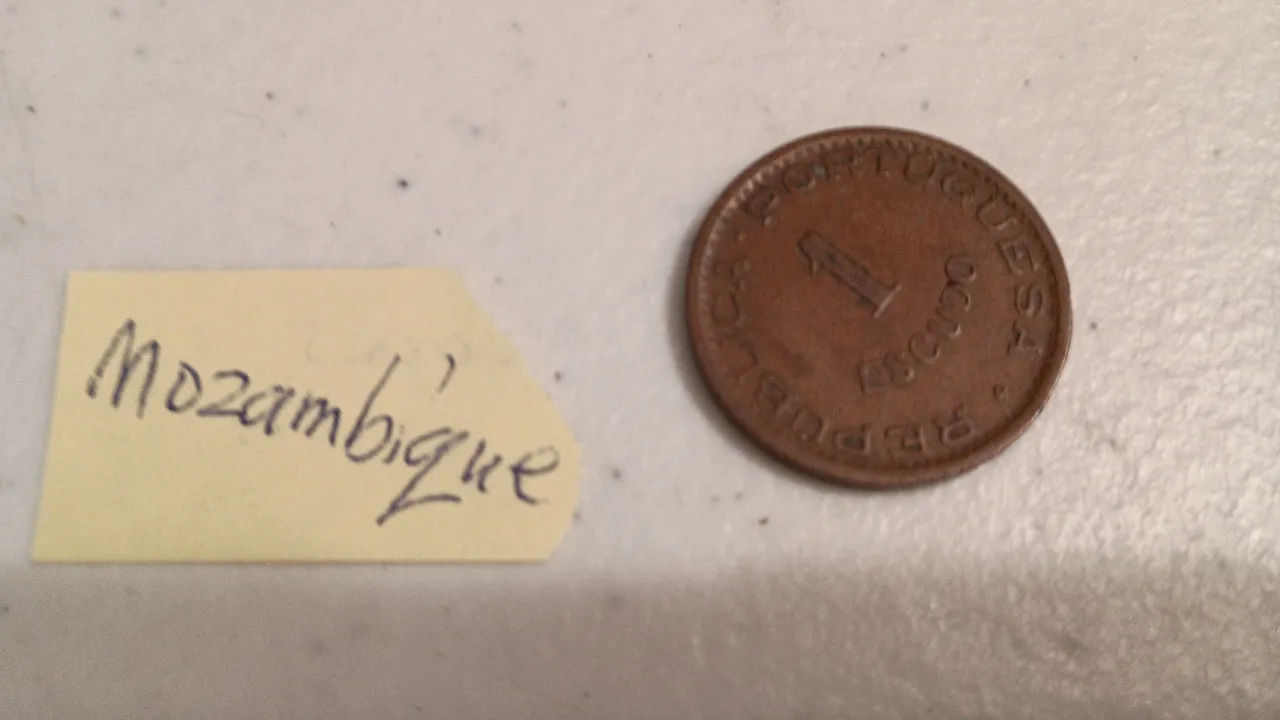 Mozambique
REPUBLICA PORTUGUESA
1
ESCUDO